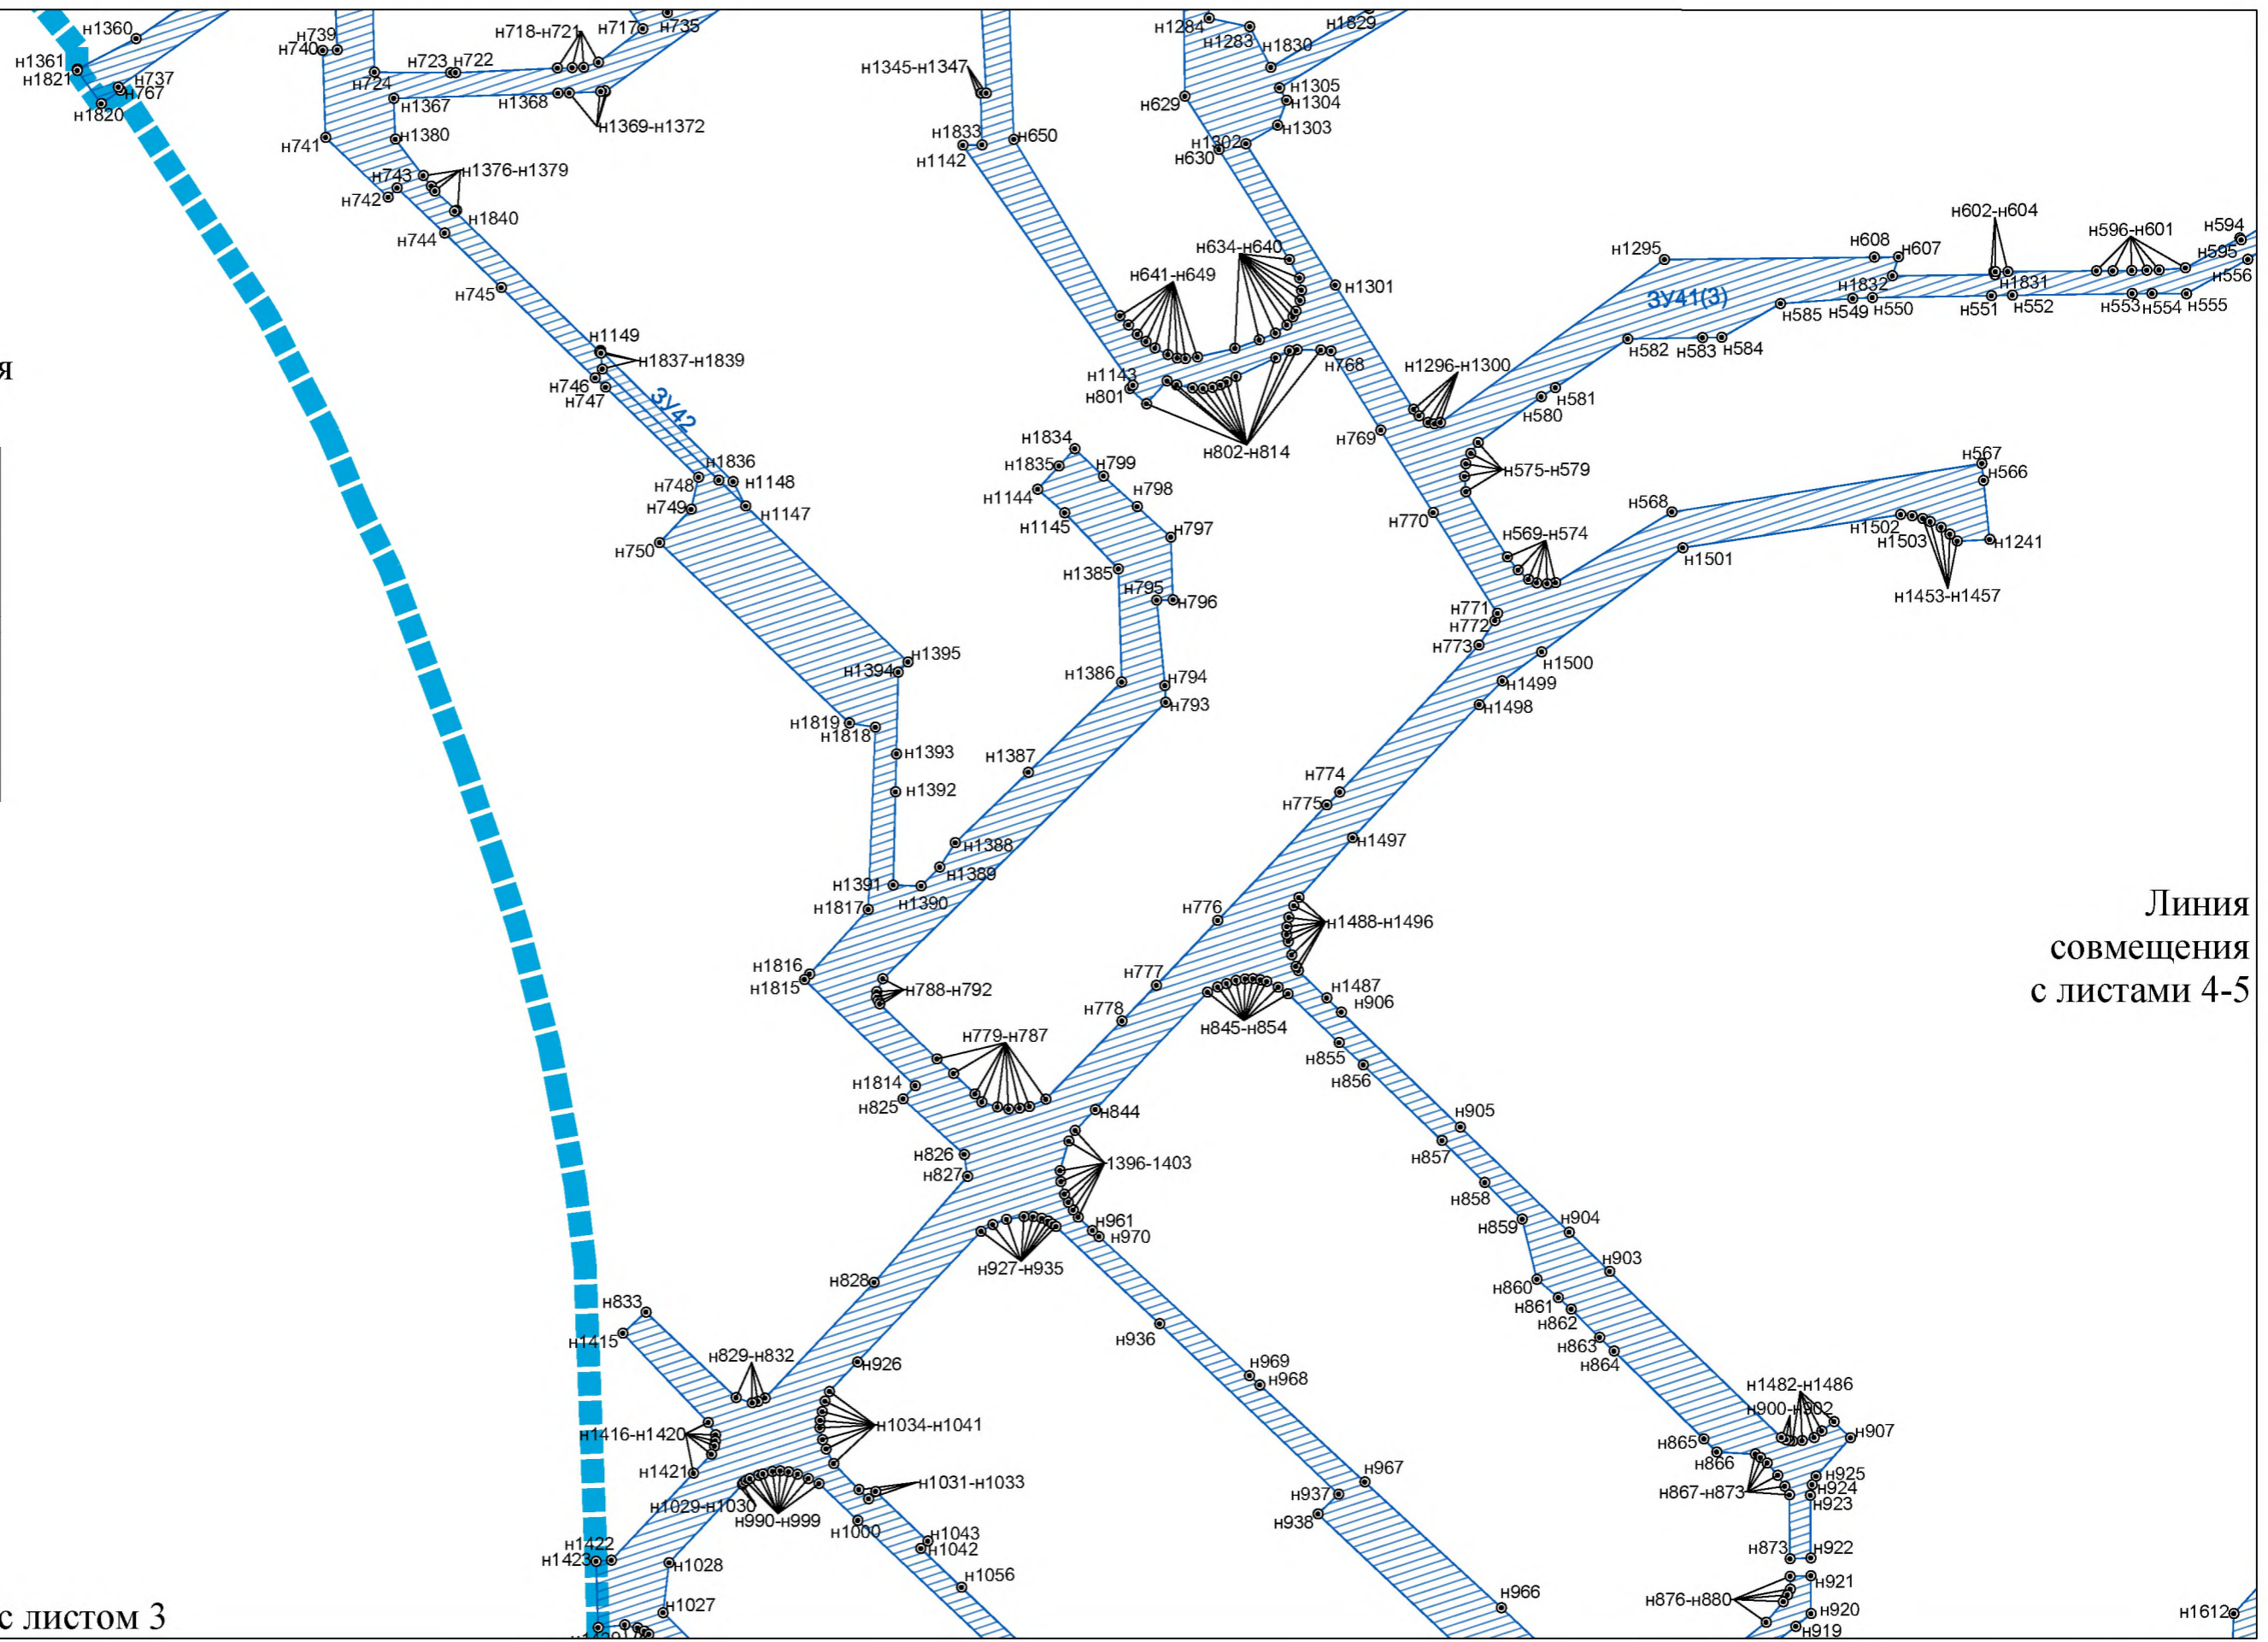 н1360
н739
н740
н718-н721
н717
н735
н1284
н1283
н1829
н1830
н1361
н1821
н737
н767
н1820
н723
н722
н724
н1367
н1368
н1369-н1372
н1345-н1347
н629
н1305
н1304
н1303
н1302
н630
н741
н1380
н1833
н1142
н650
н743
н1376-н1379
н742
н1840
н744
н602-н604
н596-н601
н594
н595
н556
н1295
н608
н607
н634-н640
н641-н649
н1301
н745
ЗУ41(3)
н1832
н1831
н585
н549
н550
н551
н552
н553
н554
н555
н582
н583
н584
н1149
н1837-н1839
н746
н747
я
ЗУ42
н768
н1296-н1300
н1143
н801
н581
н580
н769
н802-н814
н1834
н1835
н799
н1144
н798
н1145
н797
н575-н579
н567
н566
н1836
н748
н1148
н749
н1147
н750
н770
н568
н569-н574
н1502
н1503
н1241
н1501
н1453-н1457
н1385
н795
н796
н771
н772
н773
н1395
н1394
н1386
н794
н793
н1500
н1499
н1498
н1819
н1818
н1393
н1392
н1387
н774
н775
н1497
н1388
н1389
н1391
н1390
н1817
н776
н1488-н1496
Линия
совмещения
с листами 4-5
н1816
н1815
н788-н792
н777
н778
н1487
н906
н845-н854
н779-н787
н855
н856
н1814
н825
н844
н905
н857
н826
н827
1396-1403
н858
н859
н904
н903
н961
н970
н927-н935
н828
н860
н861
н862
н863
н864
н833
н1415
н936
н829-н832
н926
н969
н968
н1482-н1486
н900-н902
н907
н1416-н1420
н1034-н1041
н865
н866
н1421
н1031-н1033
н1029-н1030
н990-н999
н1000
н967
н937
н938
н867-н873
н925
н924
н923
н1422
н1423
н1028
н1043
н1042
н1056
н873
н922
н921
н876-н880
н920
н919
н966
н1027
н1612
с листом 3